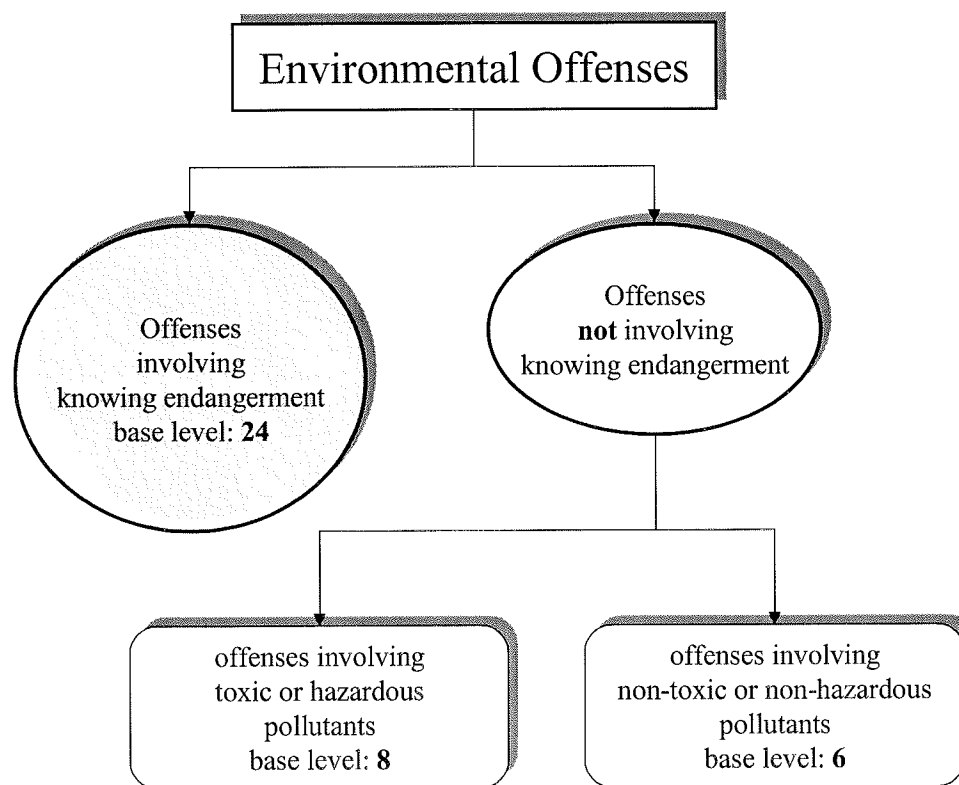 Environmental Offenses
Offenses
involving
knowing endangerment
base level: 24
Offenses
not involving
knowing endangerment
offenses involving
toxic or hazardous
pollutants
base level: 8
offenses involving
non-toxic or non-hazardous
pollutants
base level: 6